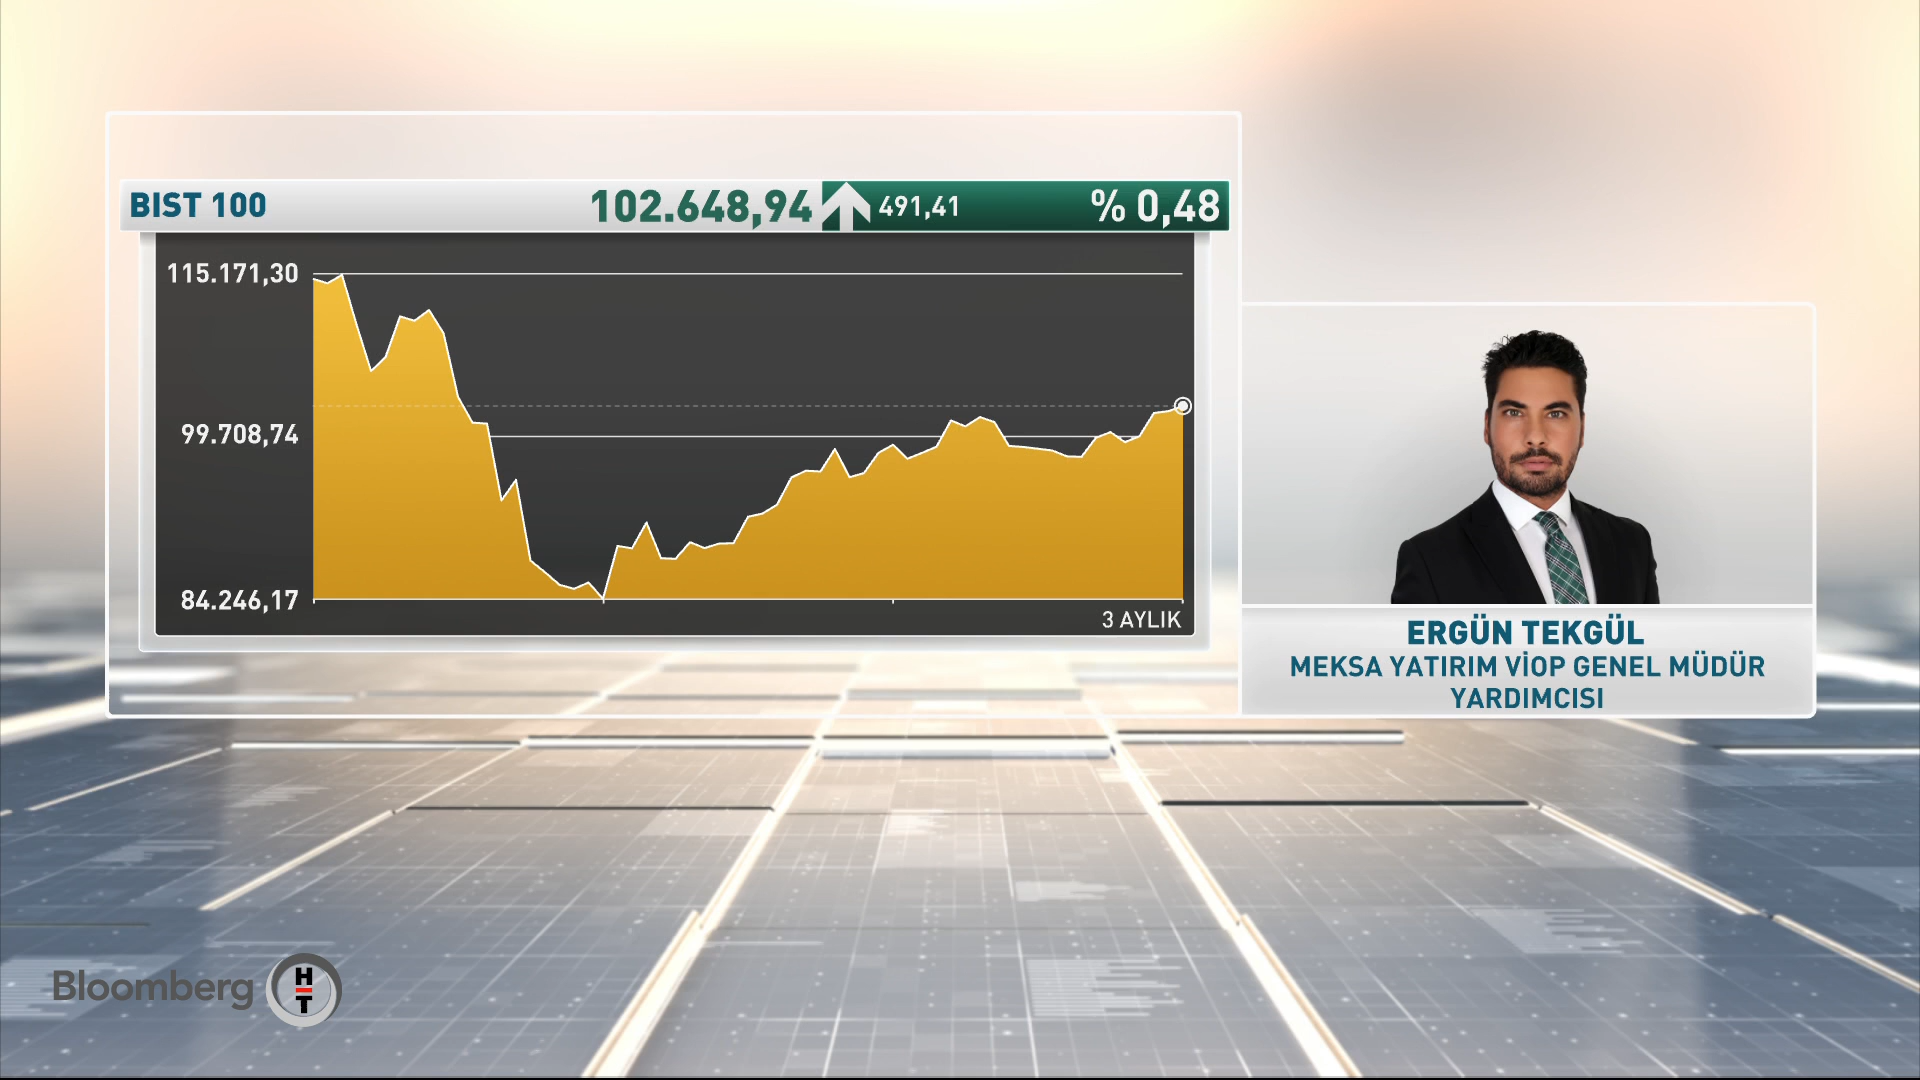 BIST 100
102.648,94
491,41
% 0,48
115.171,30
99.708,74
84.246,17
3 AYLIK
ERGÜN TEKGÜL
MEKSA YATIRIM VİOP GENEL MÜDÜR
YARDIMCISI
Bloomberg HT